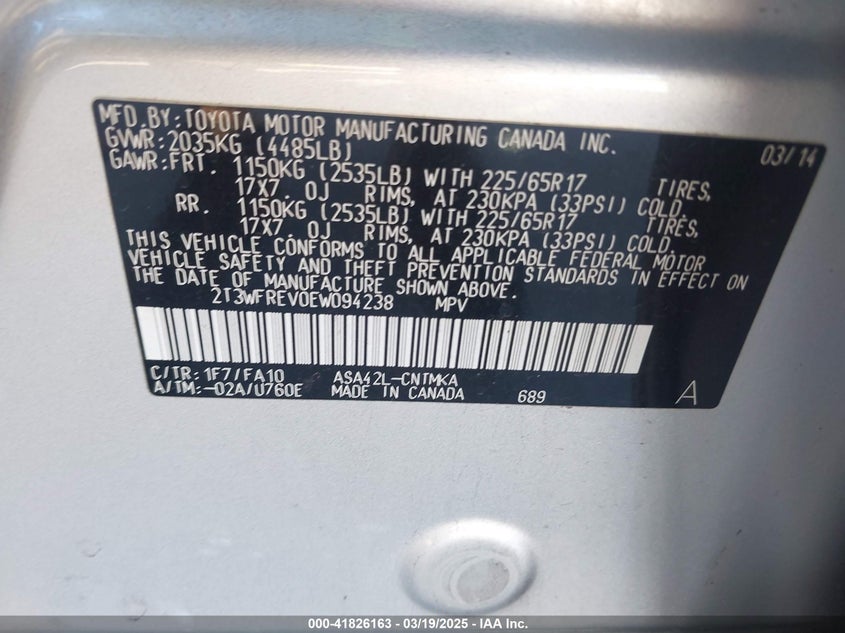 MFD.BY:TOYOTA MOTOR MANUFACTURING CANADA INC. 03/14
GVWR:2035KG (4485LB)
GAWR:FRT. 1150KG (2535LB) WITH 225/65R17 TIRES,
17X7. 0J RIMS, AT 230KPA (33PSI) COLD.
RR. 1150KG (2535LB) WITH 225/65R17 TIRES,
17X7. 0J RIMS, AT 230KPA (33PSI) COLD.
THIS VEHICLE CONFORMS TO ALL APPLICABLE FEDERAL MOTOR
VEHICLE SAFETY AND THEFT PREVENTION STANDARDS IN EFFECT ON
THE DATE OF MANUFACTURE SHOWN ABOVE.
2T3WFREV0EW094238 MPV
C/TR: 1F7/FA10 ASA42L-CNTMKA
A/TM:-02A/U760E MADE IN CANADA 689 A
000-41826163 - 03/19/2025 - IAA, Inc.